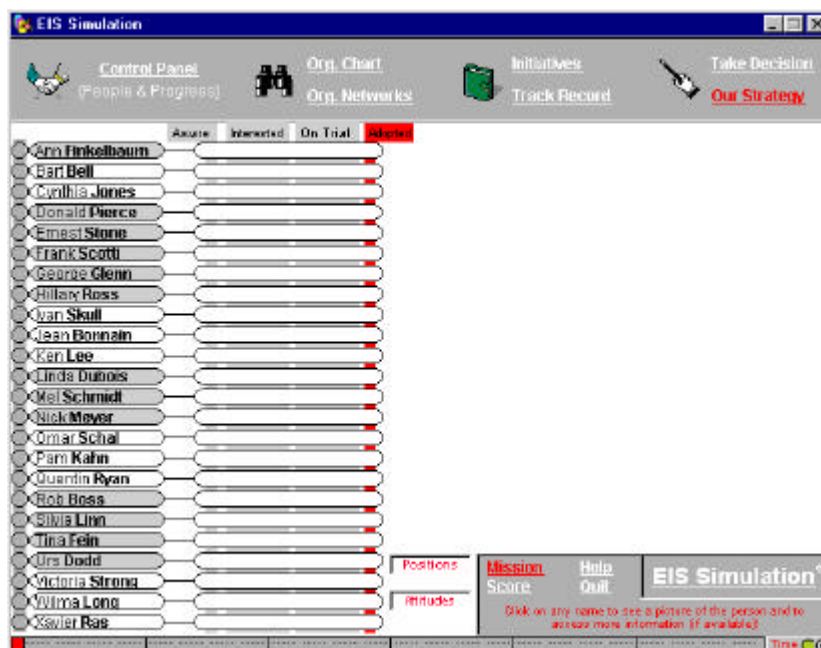 EIS Simulation
Control Panel
(People & Progress)
Org. Chart
Org. Networks
Initiatives
Track Record
Take Decision
Our Strategy
Aware Interested On Trial Adopted
Ann Finkelbaum
Bart Bell
Cynthia Jones
Donald Pierce
Ernest Stone
Frank Scotti
George Glenn
Hillary Ross
Ivan Skull
Jean Bonnain
Ken Lee
Linda Dubois
Mel Schmidt
Nick Meyer
Omar Schal
Pam Kahn
Quentin Ryan
Rob Boss
Silvia Linn
Tina Fein
Urs Dodd
Victoria Strong
Wilma Long
Xavier Ras
Positions
Attitudes
Mission Help
Score Quit
EIS Simulation
Click on any name to see a picture of the person and to
access more information (if available)!
Time